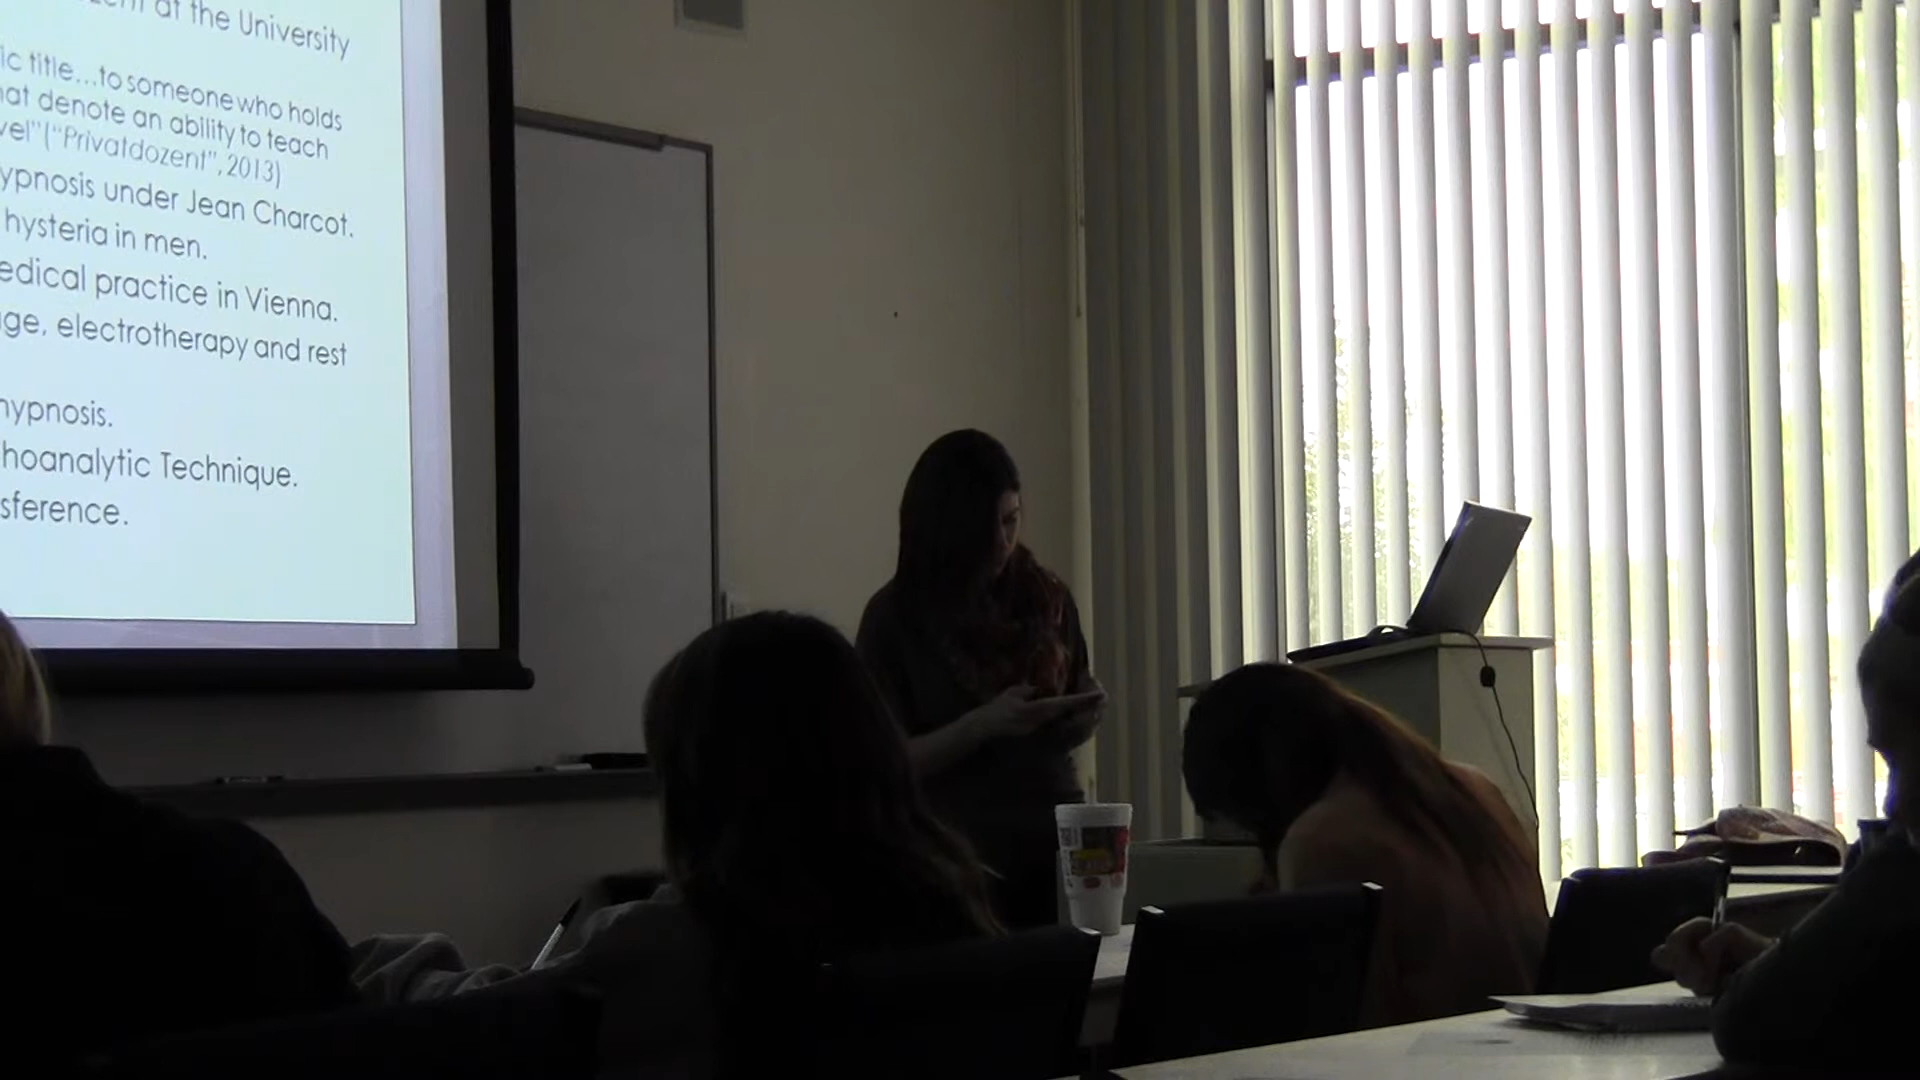 at the University
ic title...to someone who holds
at denote an ability to teach
vel" ("Privatdozent", 2013)
ypnosis under Jean Charcot.
hysteria in men.
edical practice in Vienna.
ge, electrotherapy and rest
hypnosis.
hoanalytic Technique.
sference.